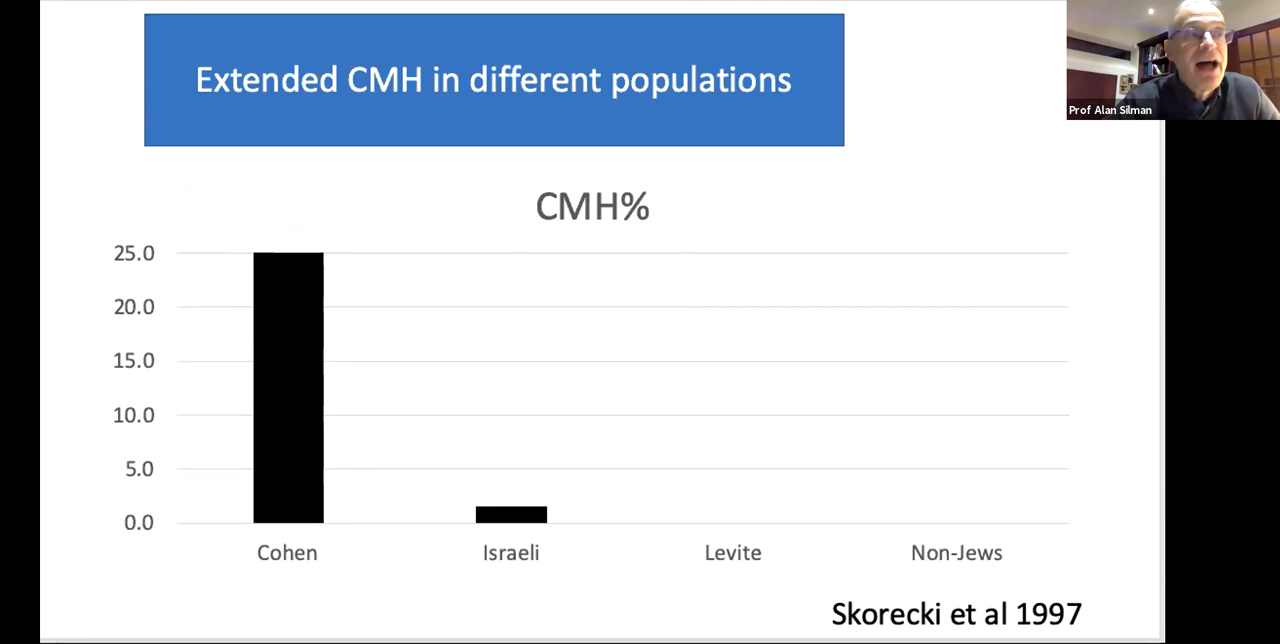 Extended CMH in different populations
Prof Alan Silman
CMH%
25.0
20.0
15.0
10.0
5.0
0.0
Cohen Israeli Levite Non-Jews
Skorecki et al 1997